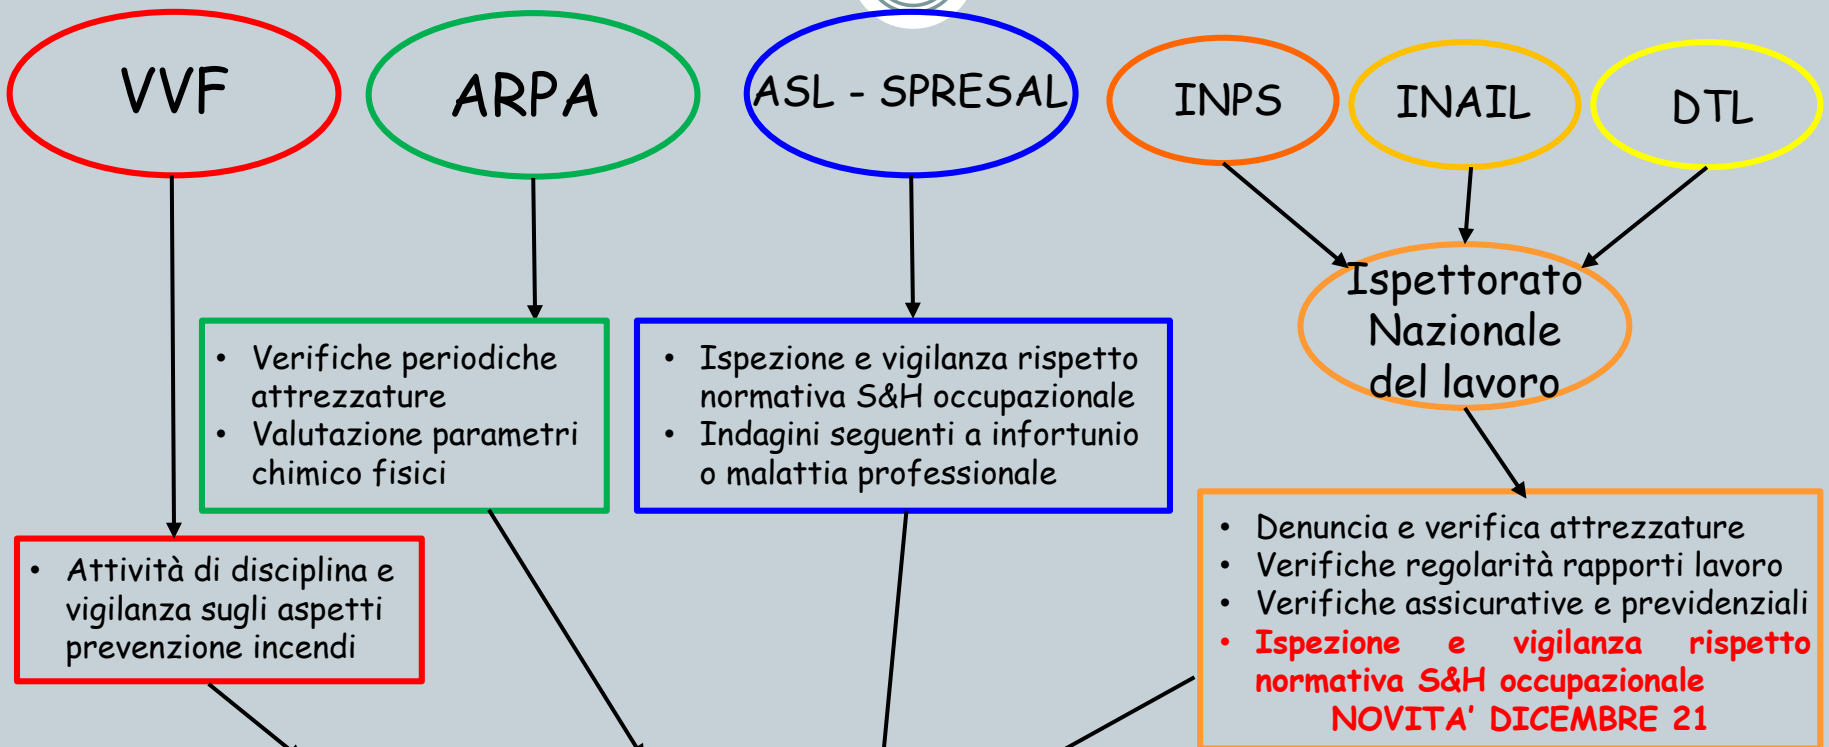 VVF
ARPA
ASL - SPRESAL
INPS
INAIL
DTL
Ispettorato
Nazionale
del lavoro
• Verifiche periodiche
attrezzature
• Valutazione parametri
chimico fisici
• Ispezione e vigilanza rispetto
normativa S&H occupazionale
• Indagini seguenti a infortunio
o malattia professionale
• Attività di disciplina e
vigilanza sugli aspetti
prevenzione incendi
• Denuncia e verifica attrezzature
• Verifiche regolarità rapporti lavoro
• Verifiche assicurative e previdenziali
• Ispezione e vigilanza rispetto
normativa S&H occupazionale
NOVITA' DICEMBRE 21